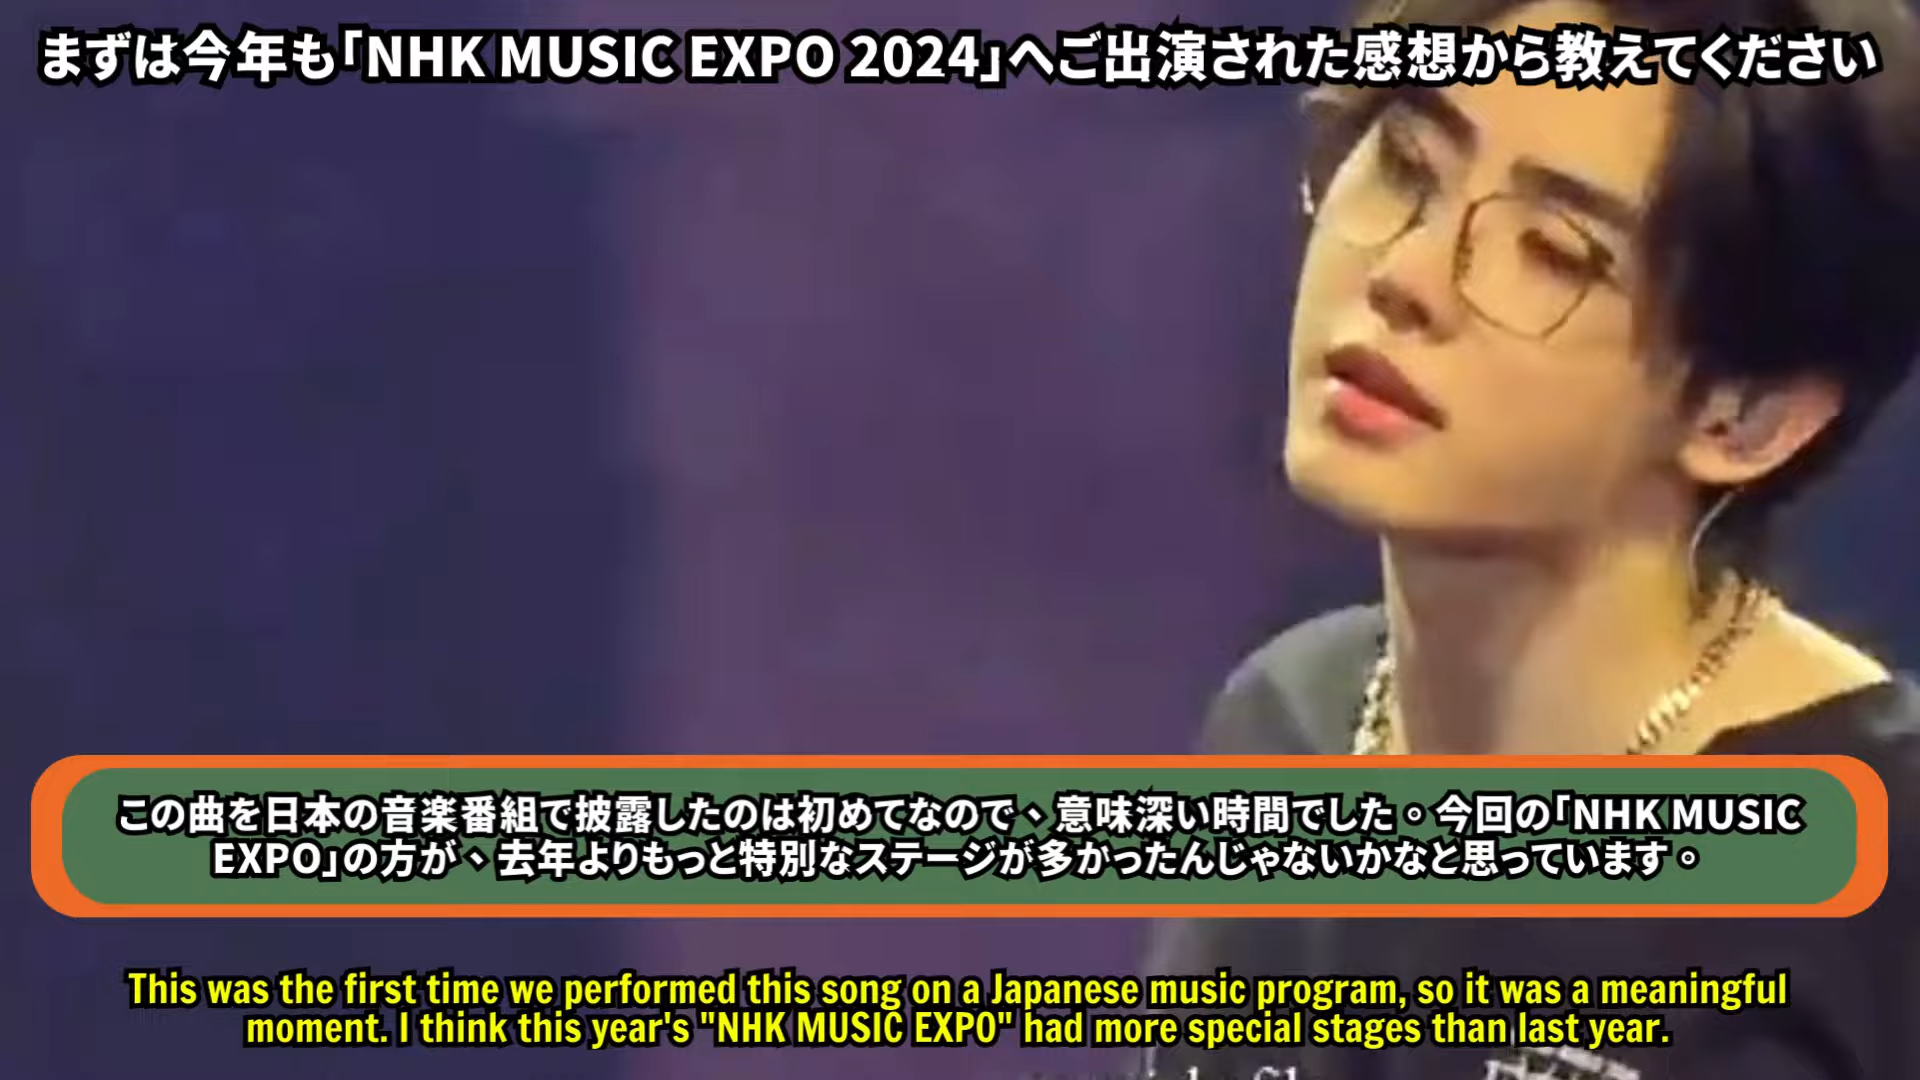 まずは今年も「NHK MUSIC EXPO 2024」へご出演された感想から教えてください
この曲を日本の音楽番組で披露したのは初めてなので、意味深い時間でした。今回の「NHK MUSIC
EXPO」の方が、去年よりもっと特別なステージが多かったんじゃないかなと思っています。
This was the first time we performed this song on a Japanese music program, so it was a meaningful
moment. I think this year's "NHK MUSIC EXPO" had more special stages than last year.